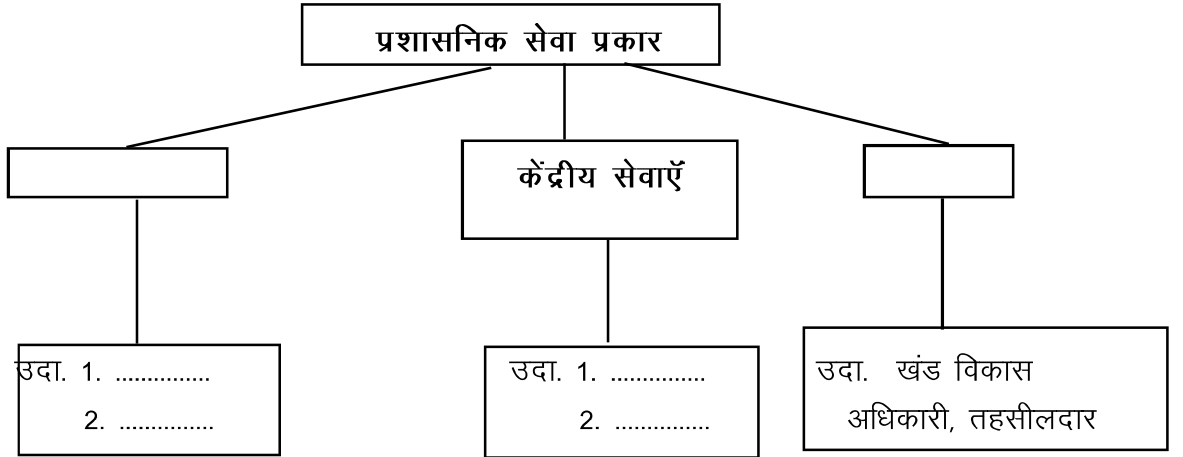 प्रशासनिक सेवा प्रकार
केंद्रीय सेवाऍं
उदा. 1. ...............
2. ...............
उदा. 1. ...............
2. ...............
उदा. खंड विकास
अधिकारी, तहसीलदार